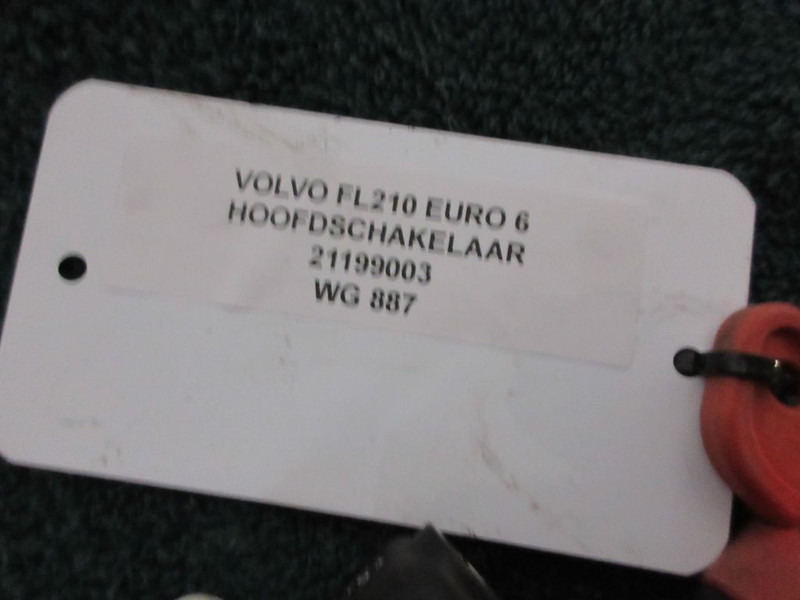 VOLVO FL210 EURO 6
HOOFDSCHAKELAAR
21199003
WG 887